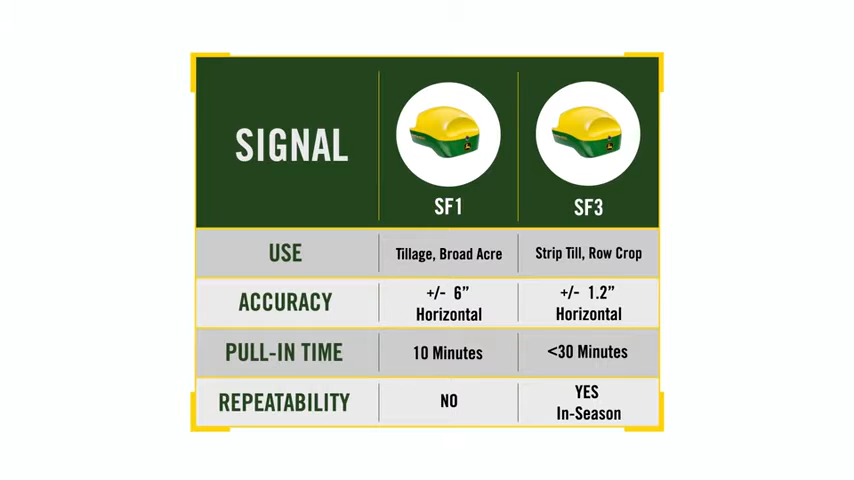 SIGNAL
SF1
SF3
USE
Tillage, Broad Acre
Strip Till, Row Crop
ACCURACY
+/- 6”
Horizontal
+/- 1.2”
Horizontal
PULL-IN TIME
10 Minutes
<30 Minutes
REPEATABILITY
NO
YES
In-Season